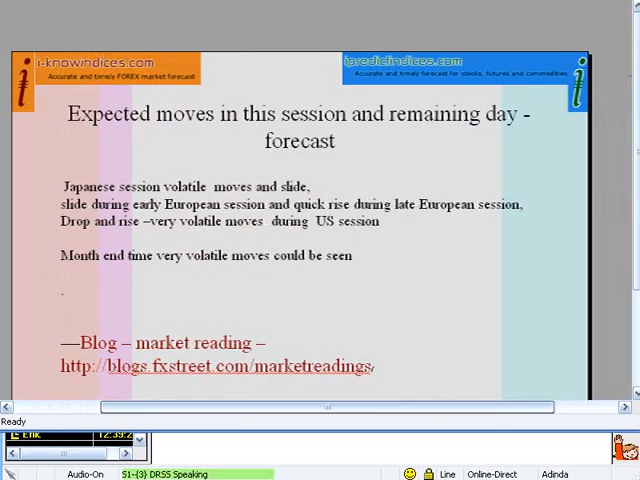 i-knowindices.com
Accurate and timely FOREX market forecast
ipredictindices.com
Accurate and timely forecast for stocks, futures and commodities
Expected moves in this session and remaining day -
forecast
Japanese session volatile moves and slide,
slide during early European session and quick rise during late European session,
Drop and rise –very volatile moves during US session
Month end time very volatile moves could be seen
.
—Blog – market reading –
http://blogs.fxstreet.com/marketreadings
Ready
Erik
Audio-On
S1-{3} DRSS Speaking
Line
Online-Direct
Adinda